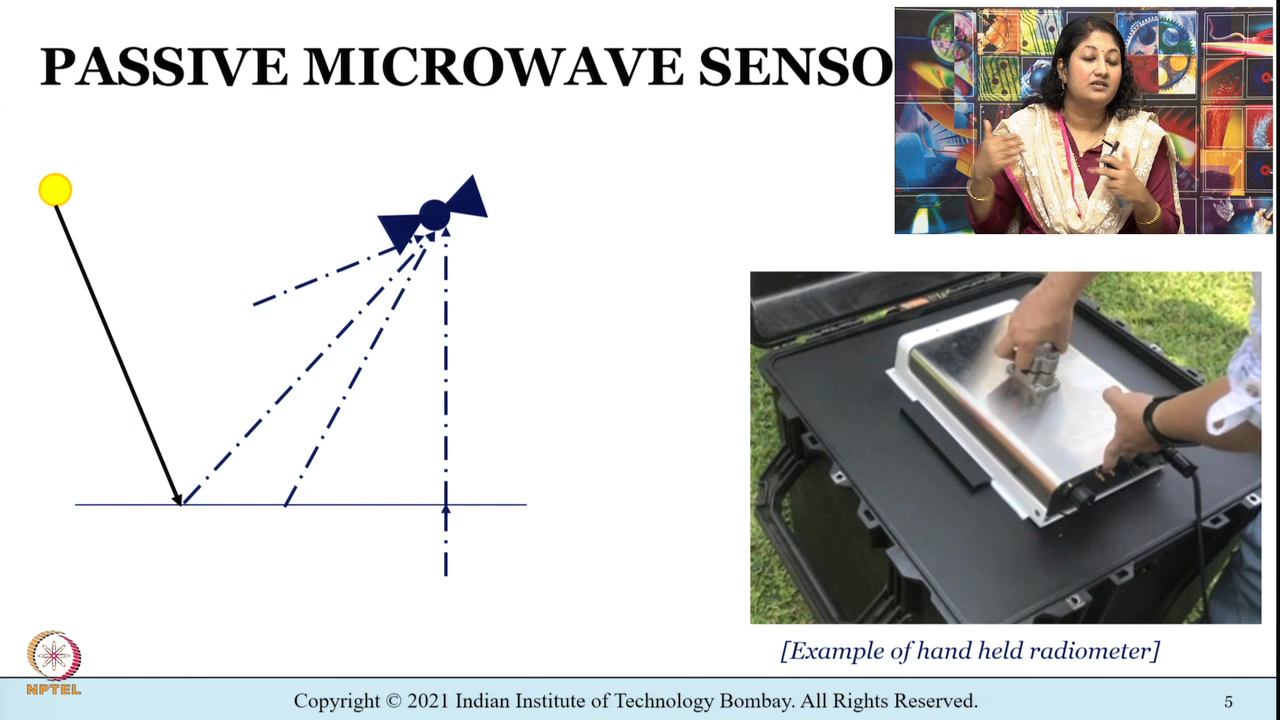 PASSIVE MICROWAVE SENSO
[Example of hand held radiometer]
NPTEL
Copyright © 2021 Indian Institute of Technology Bombay. All Rights Reserved.
5